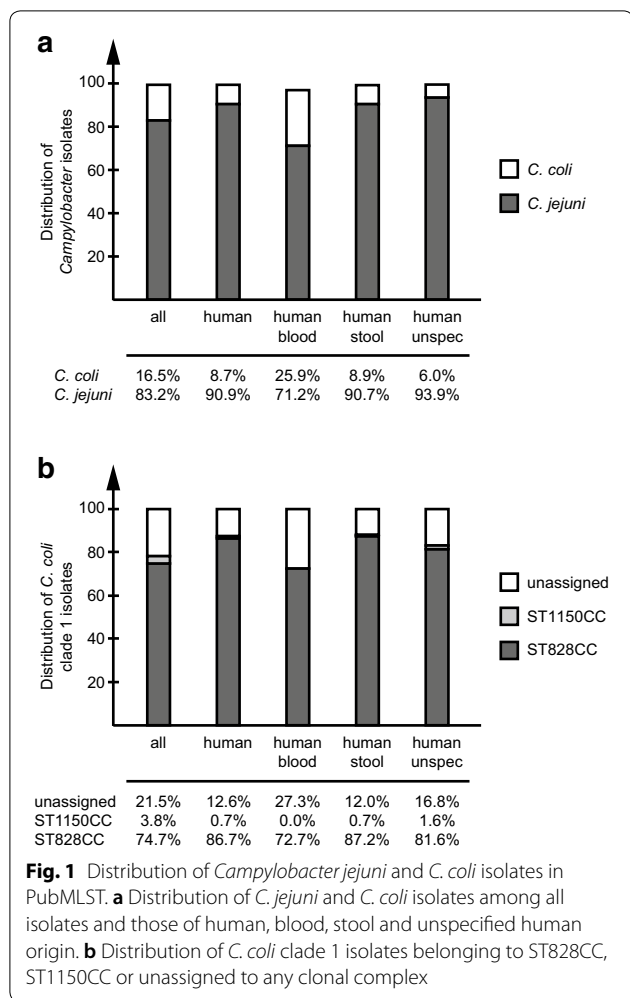 a
100
80
60
40
20
Distribution of
Campylobacter isolates
C. coli
C. jejuni
all human human blood human stool human unspec
C. coli 16.5% 8.7% 25.9% 8.9% 6.0%
C. jejuni 83.2% 90.9% 71.2% 90.7% 93.9%
b
100
80
60
40
20
Distribution of C. coli
clade 1 isolates
unassigned
ST1150CC
ST828CC
all human human blood human stool human unspec
unassigned 21.5% 12.6% 27.3% 12.0% 16.8%
ST1150CC 3.8% 0.7% 0.0% 0.7% 1.6%
ST828CC 74.7% 86.7% 72.7% 87.2% 81.6%
Fig. 1 Distribution of Campylobacter jejuni and C. coli isolates in
PubMLST. a Distribution of C. jejuni and C. coli isolates among all
isolates and those of human, blood, stool and unspecified human
origin. b Distribution of C. coli clade 1 isolates belonging to ST828CC,
ST1150CC or unassigned to any clonal complex